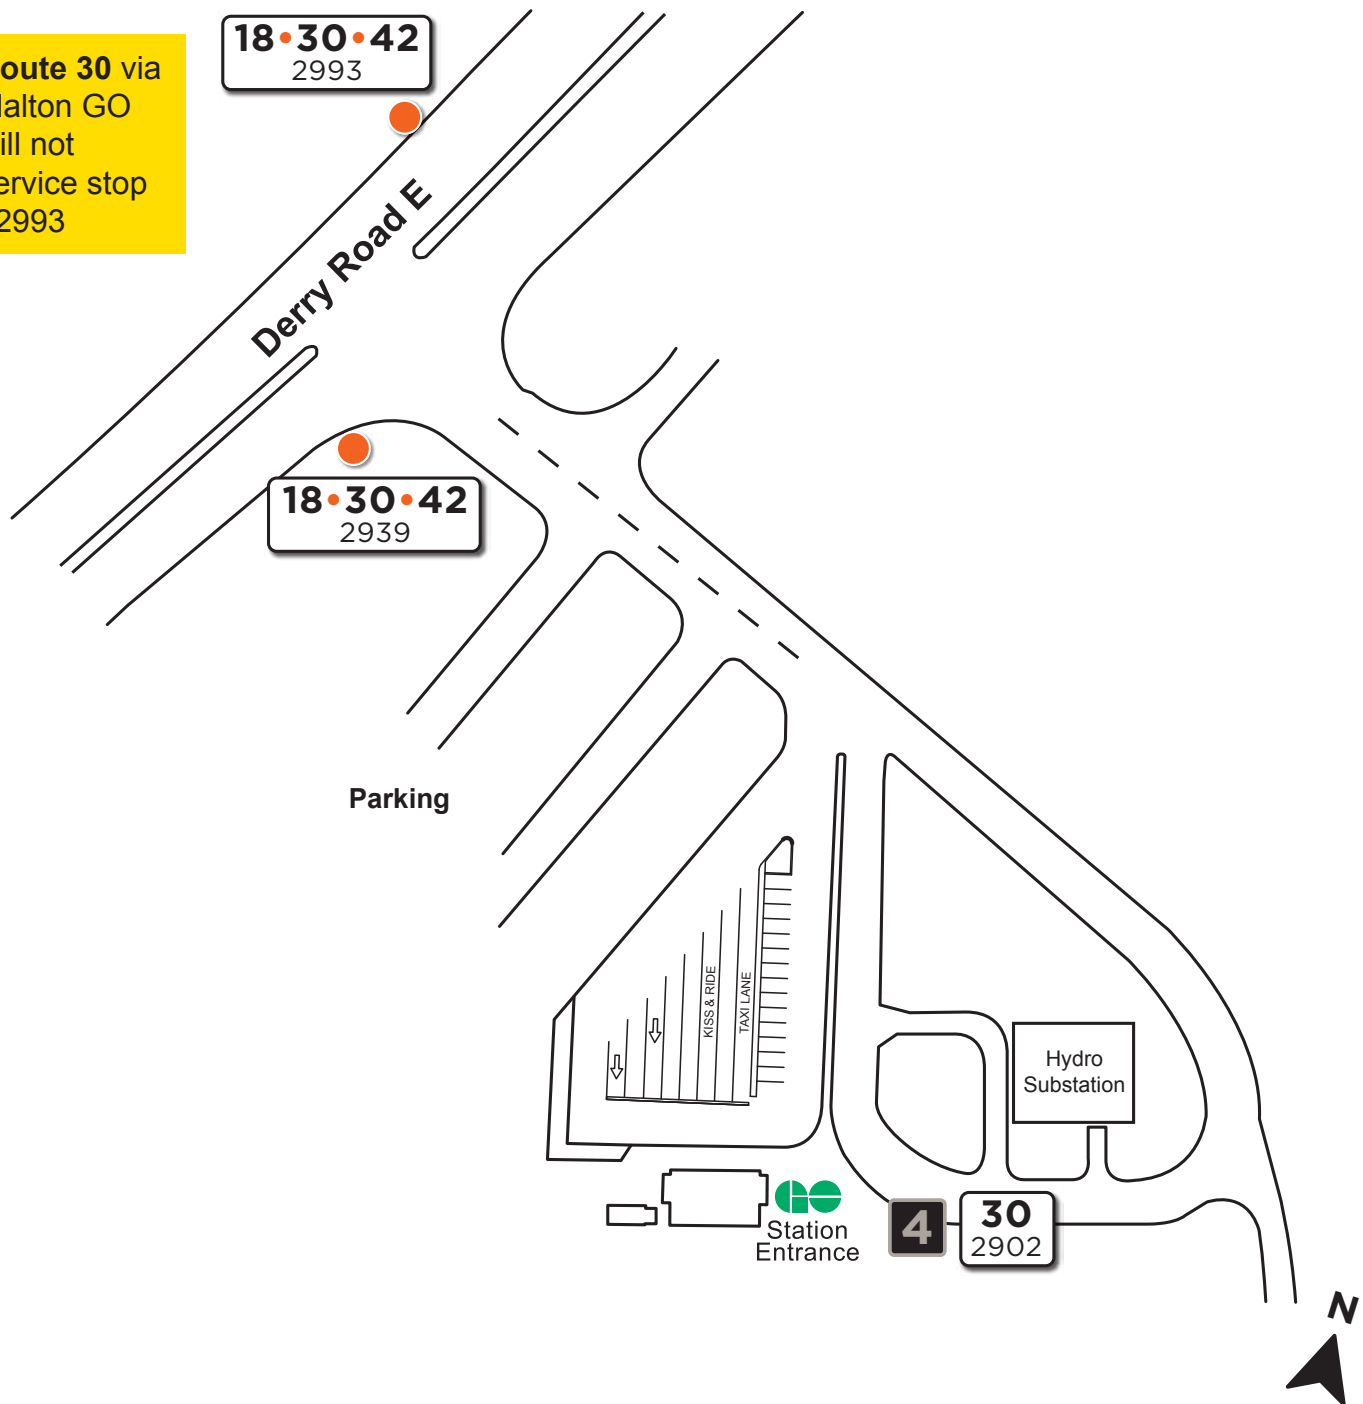 18•30•42
2993
oute 30 via
alton GO
ill not
ervice stop
2993
Derry Road E
18•30•42
2939
Parking
KISS & RIDE
TAXI LANE
Hydro
Substation
GO
Station
Entrance
4
30
2902
N